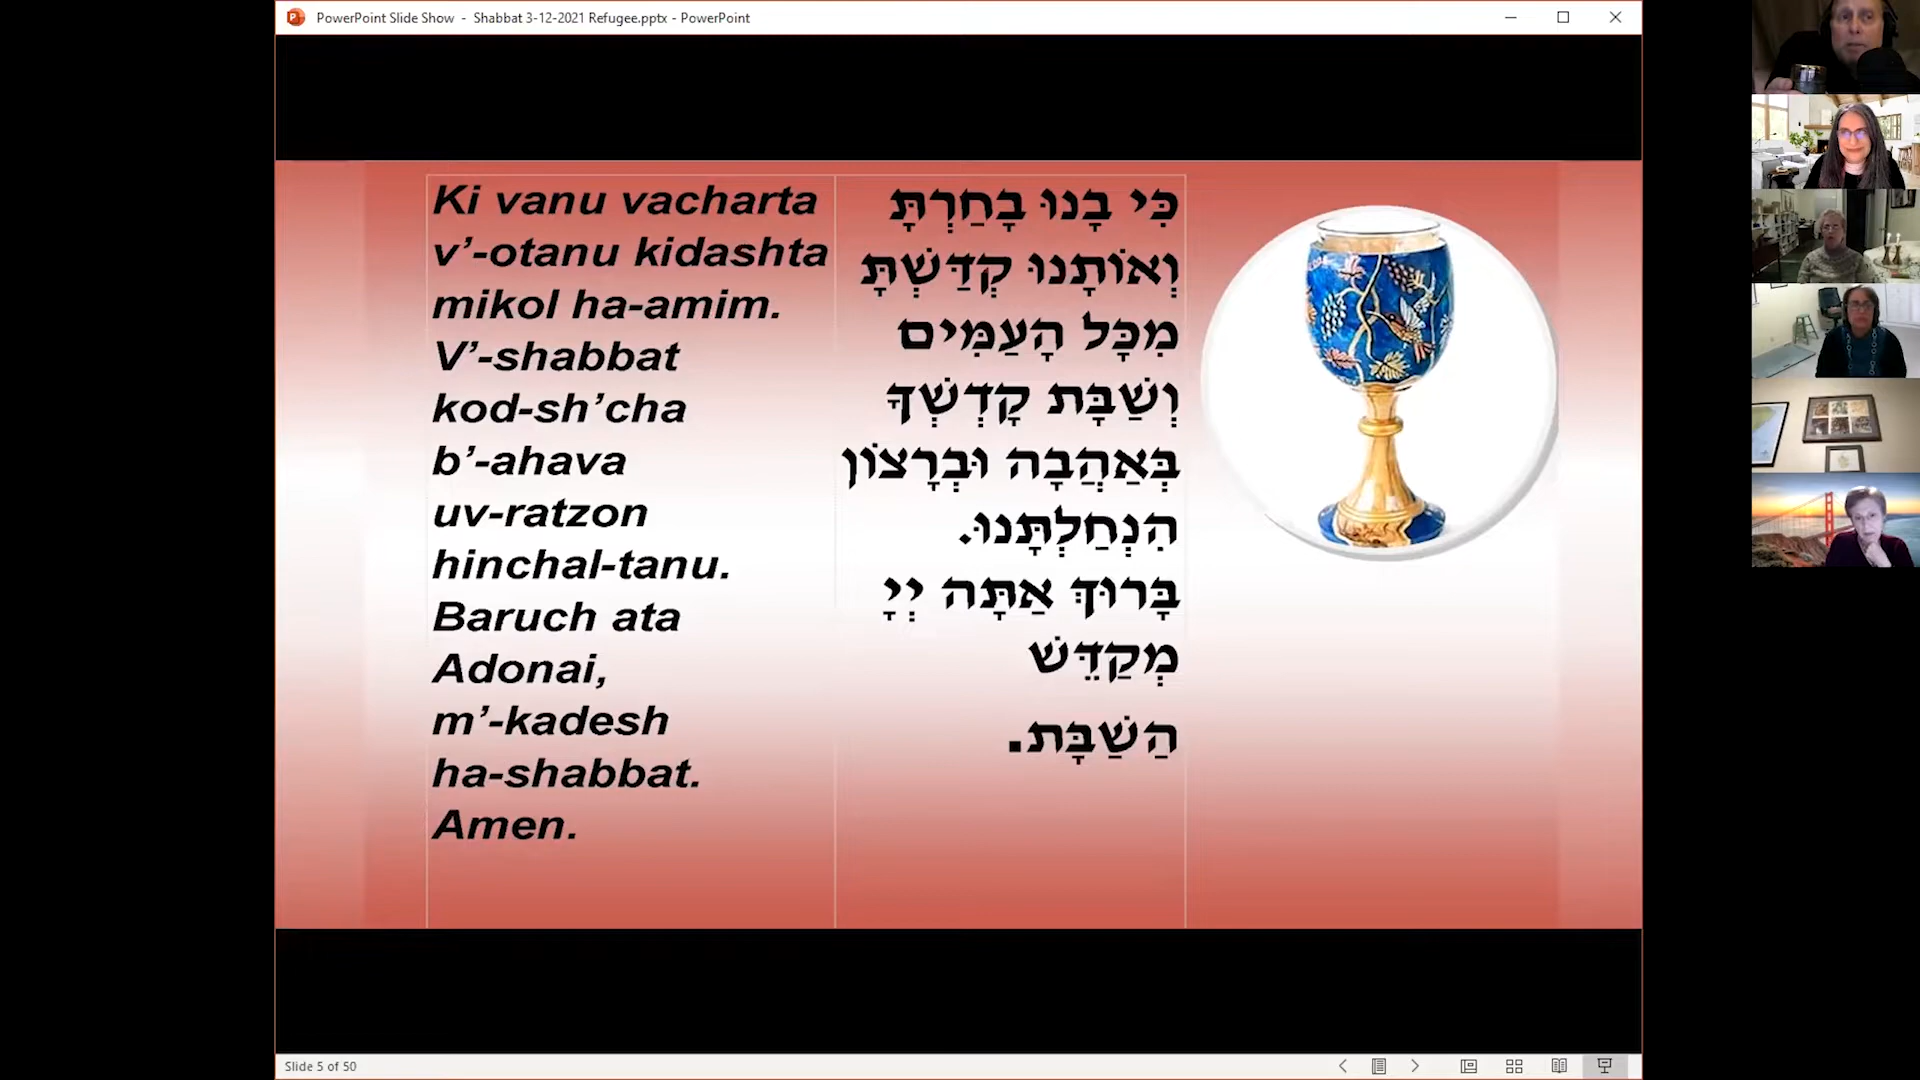 PowerPoint Slide Show - Shabbat 3-12-2021 Refugee.pptx - PowerPoint
Ki vanu vacharta
v’-otanu kidashta
mikol ha-amim.
V’-shabbat
kod-sh’cha
b’-ahava
uv-ratzon
hinchal-tanu.
Baruch ata
Adonai,
m’-kadesh
ha-shabbat.
Amen.
כִּי בָנוּ בָחַרְתָּ
וְאוֹתָנוּ קִדַּשְׁתָּ
מִכָּל הָעַמִּים
וְשַׁבָּת קָדְשְׁךָ
בְּאַהֲבָה וּבְרָצוֹן
הִנְחַלְתָּנוּ.
בָּרוּךְ אַתָּה יְיָ
מְקַדֵּשׁ
הַשַׁבָּת.
Slide 5 of 50